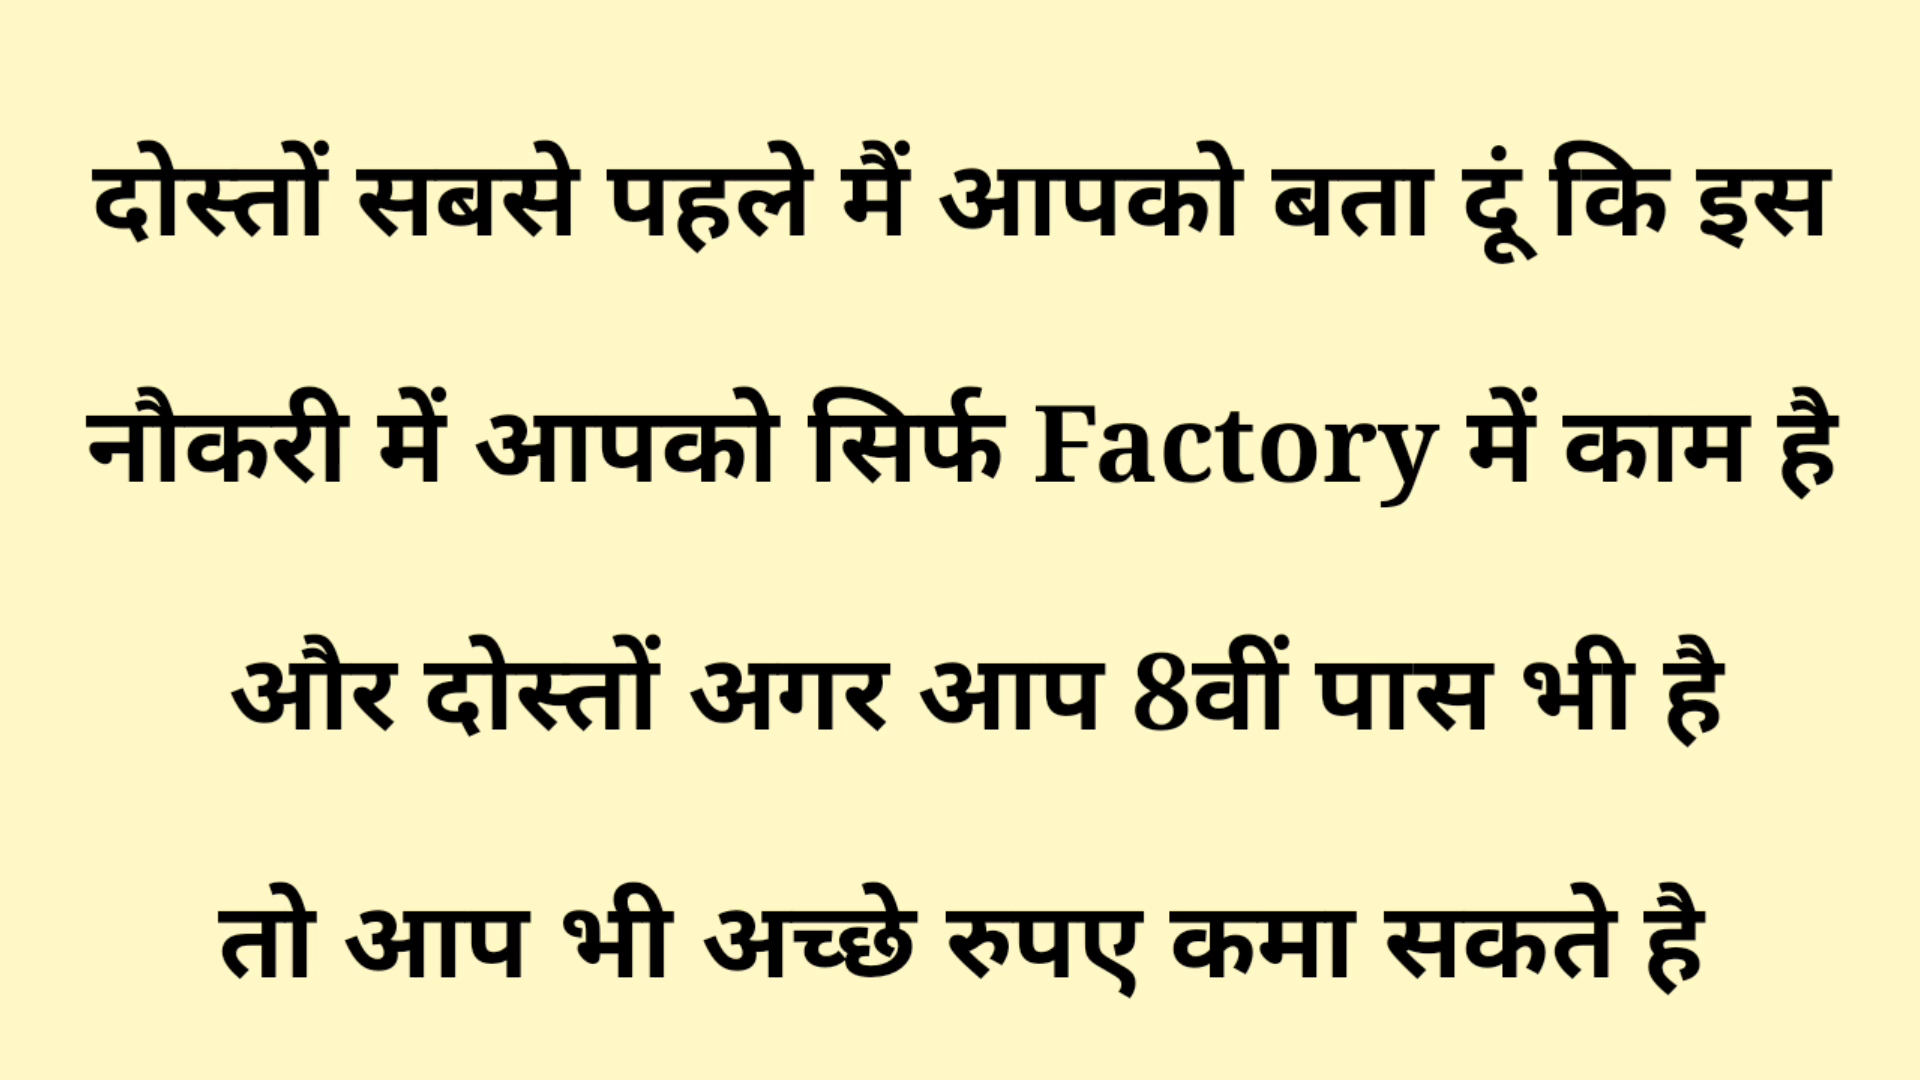 दोस्तों सबसे पहले मैं आपको बता दूं कि इस
नौकरी में आपको सिर्फ Factory में काम है
और दोस्तों अगर आप 8वीं पास भी है
तो आप भी अच्छे रुपए कमा सकते है